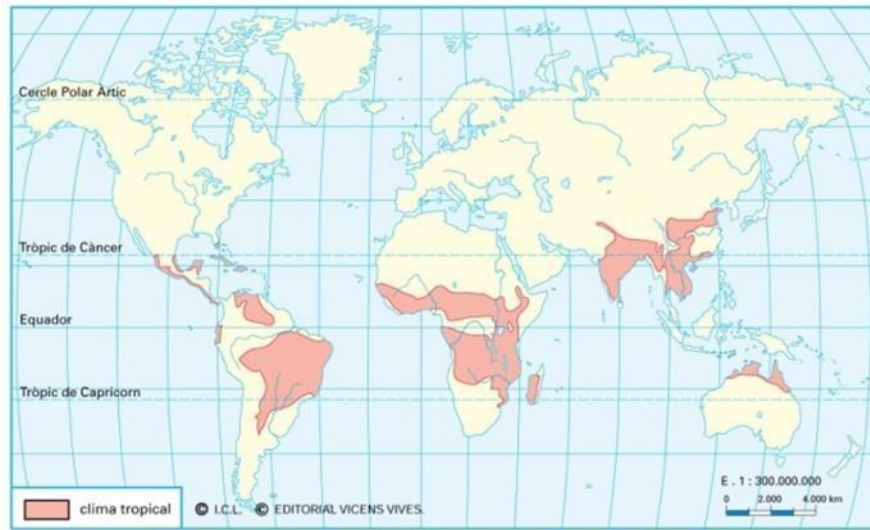 Cercle Polar Àrtic
Tròpic de Càncer
Equador
Tròpic de Capricorn
E . 1 : 300.000.000
0 2.000 4.000 km
clima tropical
© I.C.L. © EDITORIAL VICENS VIVES.